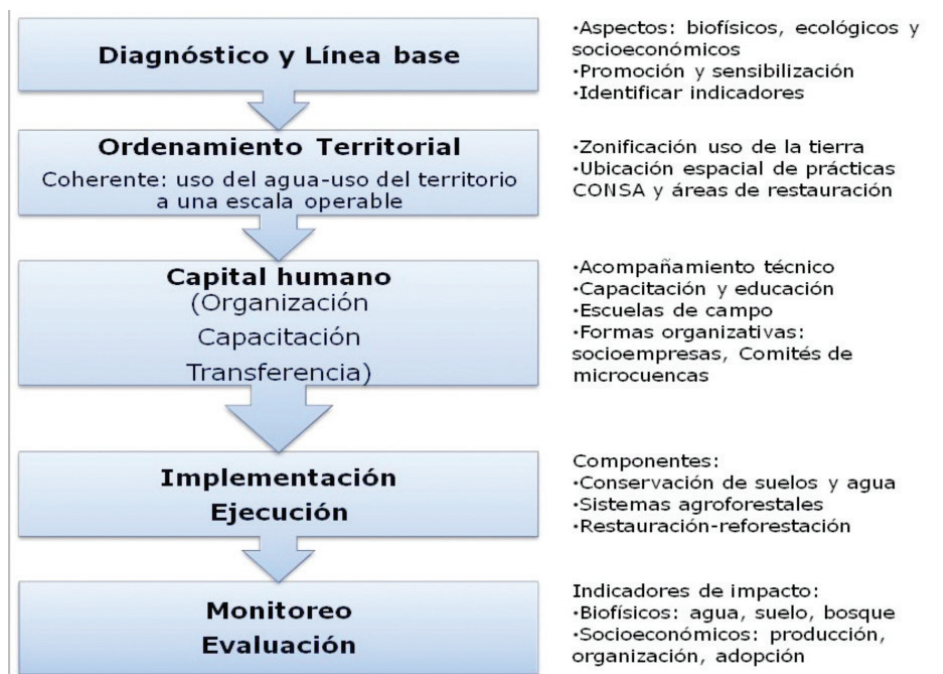 Diagnóstico y Línea base
•Aspectos: biofísicos, ecológicos y
socioeconómicos
•Promoción y sensibilización
•Identificar indicadores
Ordenamiento Territorial
Coherente: uso del agua-uso del territorio
a una escala operable
•Zonificación uso de la tierra
•Ubicación espacial de prácticas
CONSA y áreas de restauración
Capital humano
(Organización
Capacitación
Transferencia)
•Acompañamiento técnico
•Capacitación y educación
•Escuelas de campo
•Formas organizativas:
socioempresas, Comités de
microcuencas
Implementación
Ejecución
Componentes:
•Conservación de suelos y agua
•Sistemas agroforestales
•Restauración-reforestación
Monitoreo
Evaluación
Indicadores de impacto:
•Biofísicos: agua, suelo, bosque
•Socioeconómicos: producción,
organización, adopción